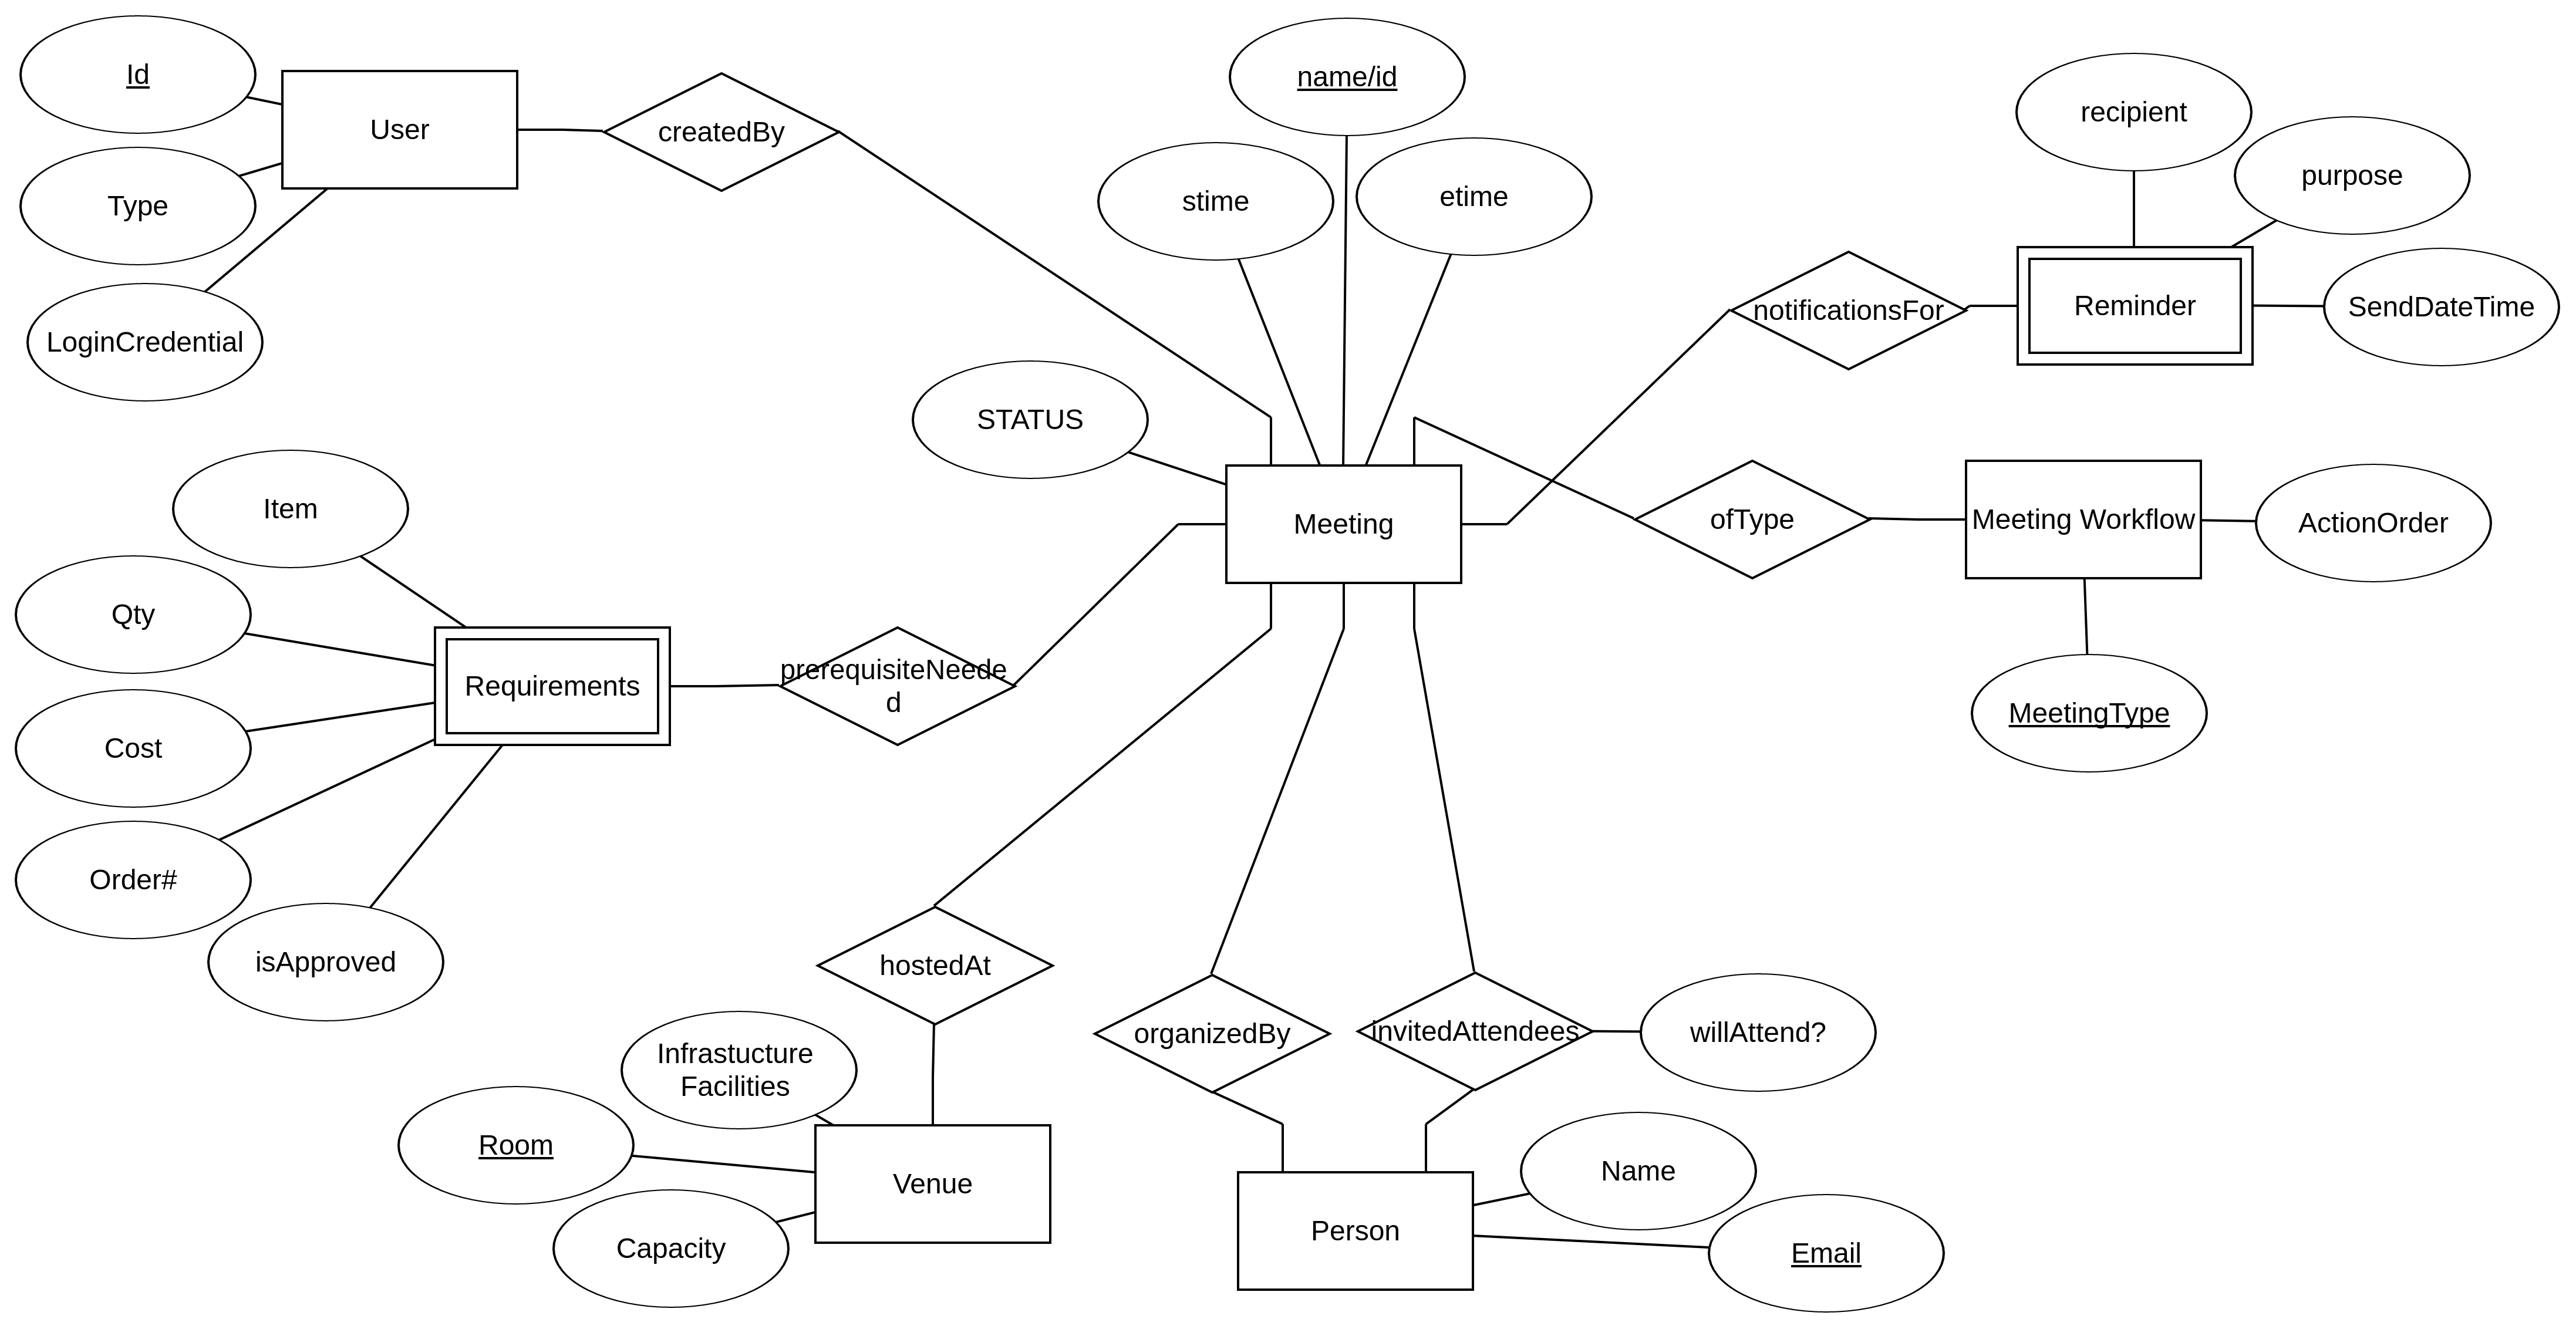 Id
User
createdBy
Type
LoginCredential
name/id
stime
etime
recipient
purpose
notificationsFor
Reminder
SendDateTime
STATUS
Meeting
ofType
Meeting Workflow
ActionOrder
MeetingType
Item
Qty
Requirements
prerequisiteNeede
d
Cost
Order#
isApproved
hostedAt
organizedBy
invitedAttendees
willAttend?
Infrastucture
Facilities
Room
Venue
Capacity
Name
Person
Email